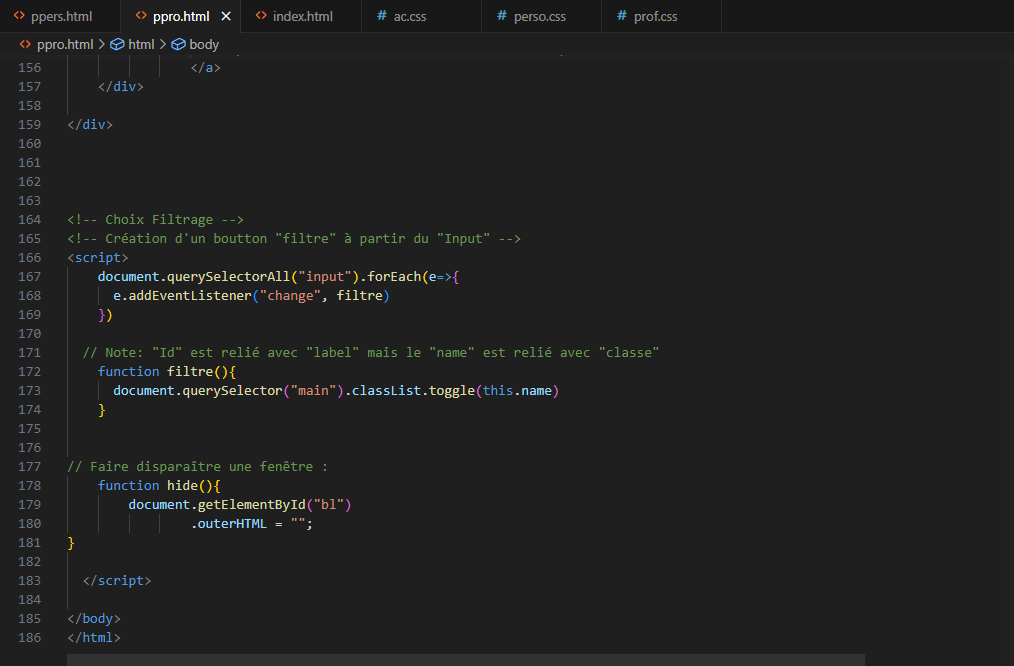 ppers.html ppro.html index.html # ac.css # perso.css # prof.css
ppro.html > html > body
156 </a>
157 </div>
158
159 </div>
160
161
162
163
164 <!-- Choix Filtrage -->
165 <!-- Création d'un boutton "filtre" à partir du "Input" -->
166 <script>
167 document.querySelectorAll("input").forEach(e=>{
168 e.addEventListener("change", filtre)
169 })
170
171 // Note: "Id" est relié avec "label" mais le "name" est relié avec "classe"
172 function filtre(){
173 document.querySelector("main").classList.toggle(this.name)
174 }
175
176
177 // Faire disparaître une fenêtre :
178 function hide(){
179 document.getElementById("bl")
180 .outerHTML = "";
181 }
182
183 </script>
184
185 </body>
186 </html>